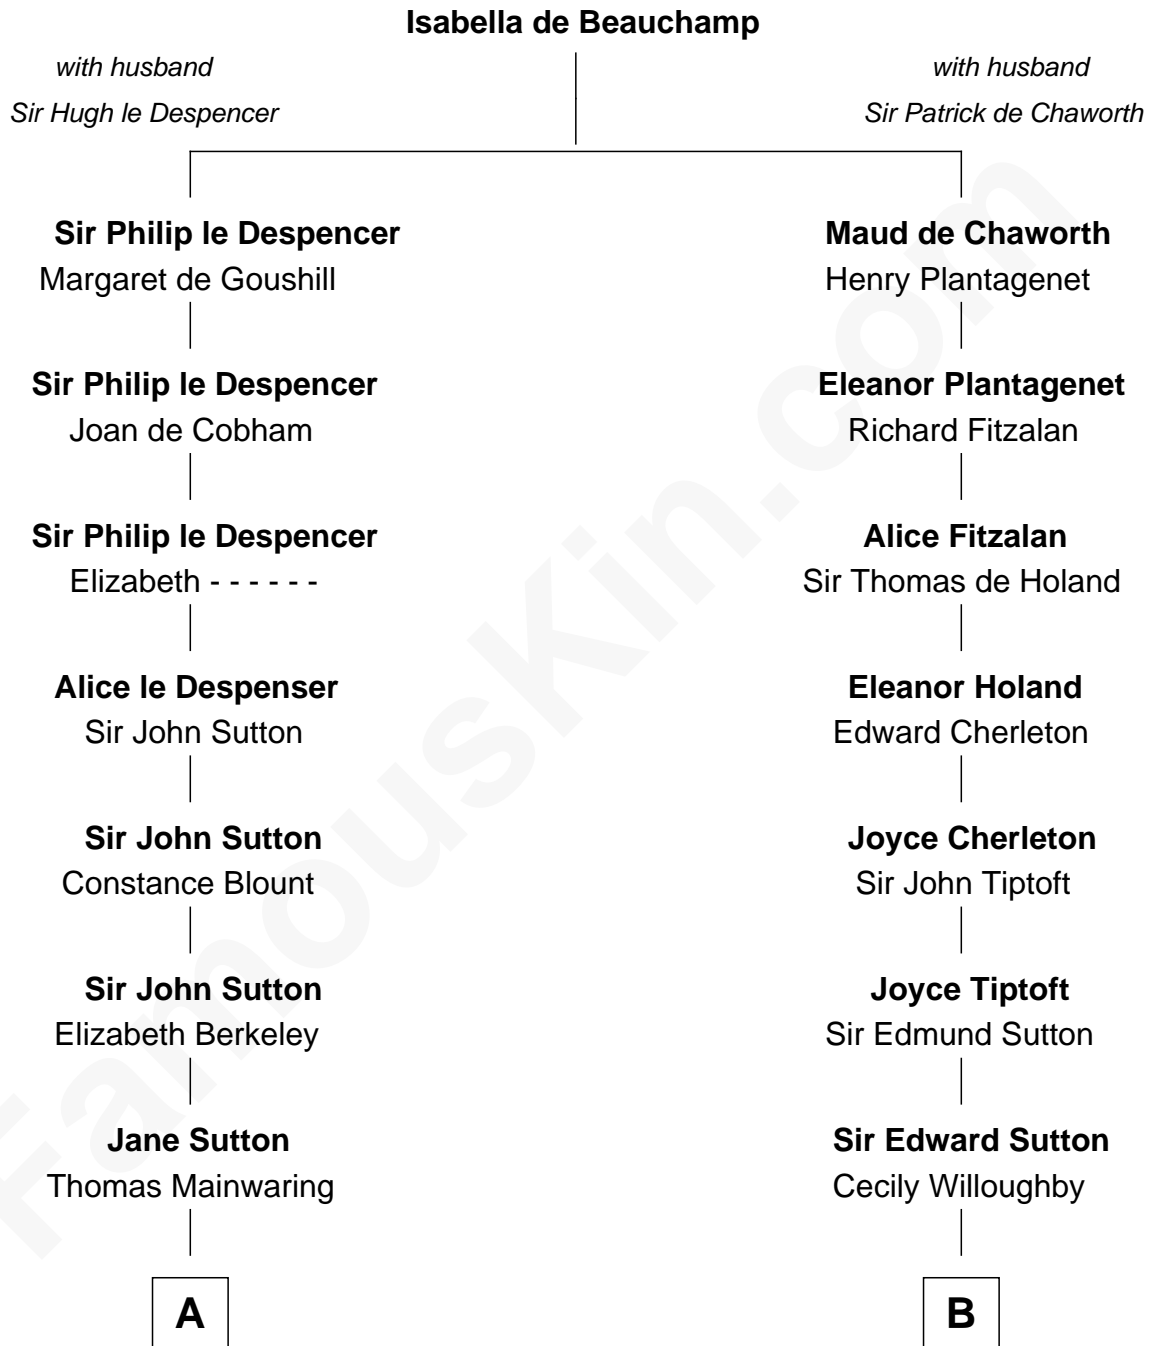 Isabella de Beauchamp
with husband
Sir Hugh le Despencer
with husband
Sir Patrick de Chaworth
Sir Philip le Despencer
Margaret de Goushill
Maud de Chaworth
Henry Plantagenet
Sir Philip le Despencer
Joan de Cobham
Eleanor Plantagenet
Richard Fitzalan
Sir Philip le Despencer
Elizabeth - - - - - -
Alice Fitzalan
Sir Thomas de Holand
Alice le Despenser
Sir John Sutton
Eleanor Holand
Edward Cherleton
Sir John Sutton
Constance Blount
Joyce Cherleton
Sir John Tiptoft
Sir John Sutton
Elizabeth Berkeley
Joyce Tiptoft
Sir Edmund Sutton
Jane Sutton
Thomas Mainwaring
Sir Edward Sutton
Cecily Willoughby
A
B
FamousKin.com